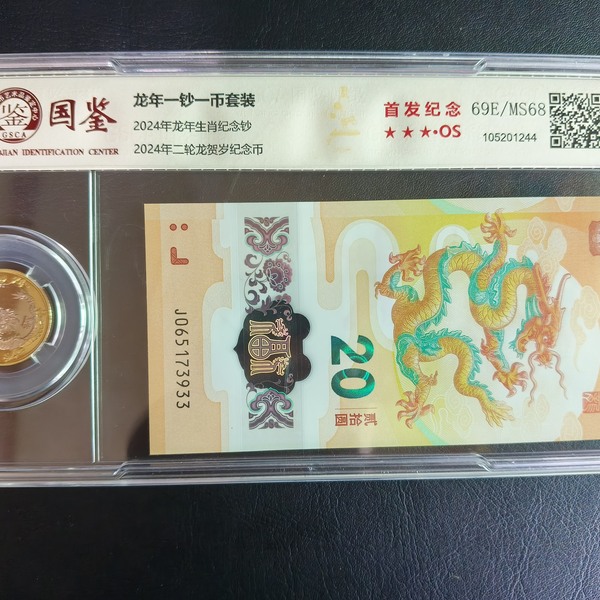 鉴
GSCA
国鉴
JIAN IDENTIFICATION CENTER
龙年一钞一币套装
2024年龙年生肖纪念钞
2024年二轮龙贺岁纪念币
首发纪念 69E/MS68
★★★·OS 105201244
J065173933
20
贰拾圆